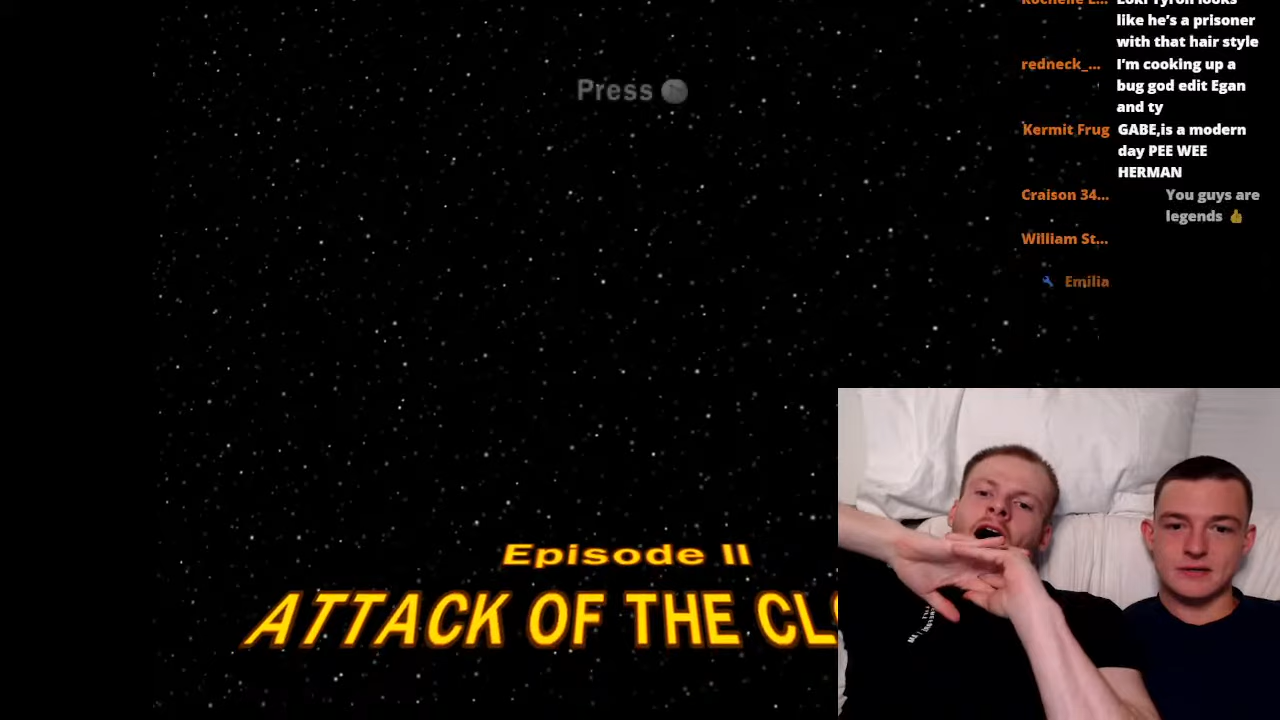 Press
like he's a prisoner
with that hair style
redneck_... I'm cooking up a
bug god edit Egan
and ty
Kermit Frug GABE,is a modern
day PEE WEE
HERMAN
Craison 34... You guys are
legends 👍
William St...
Emilia
Episode II
ATTACK OF THE CL